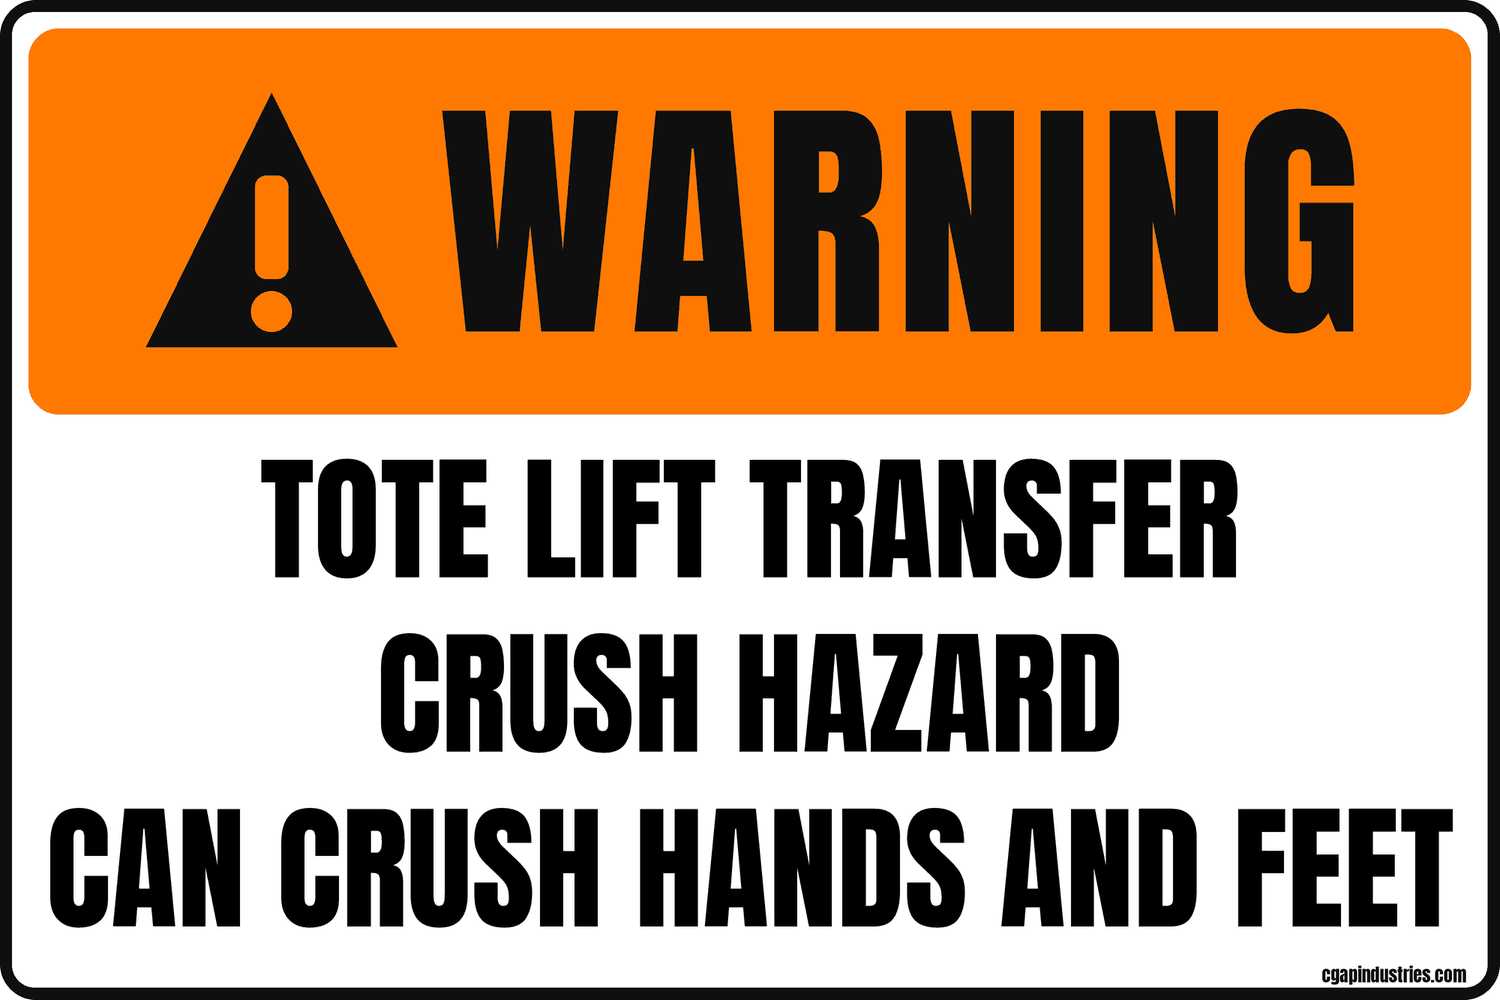 WARNING
TOTE LIFT TRANSFER
CRUSH HAZARD
CAN CRUSH HANDS AND FEET
cgapindustries.com